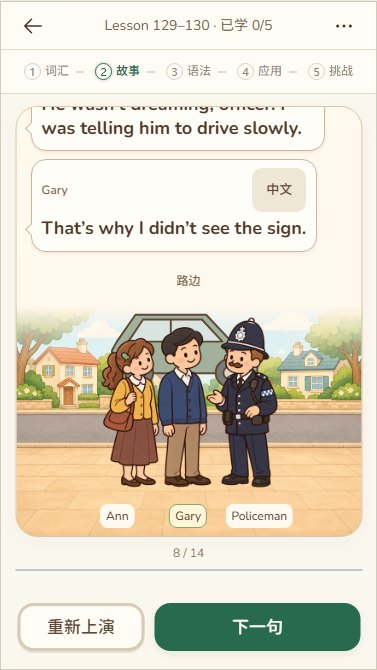 Lesson 129–130 · 已学 0/5
1 词汇 – 2 故事 – 3 语法 – 4 应用 – 5 挑战
He wasn't dreaming, officer! I
was telling him to drive slowly.
Gary
中文
That's why I didn't see the sign.
路边
Ann Gary Policeman
8 / 14
重新上演 下一句